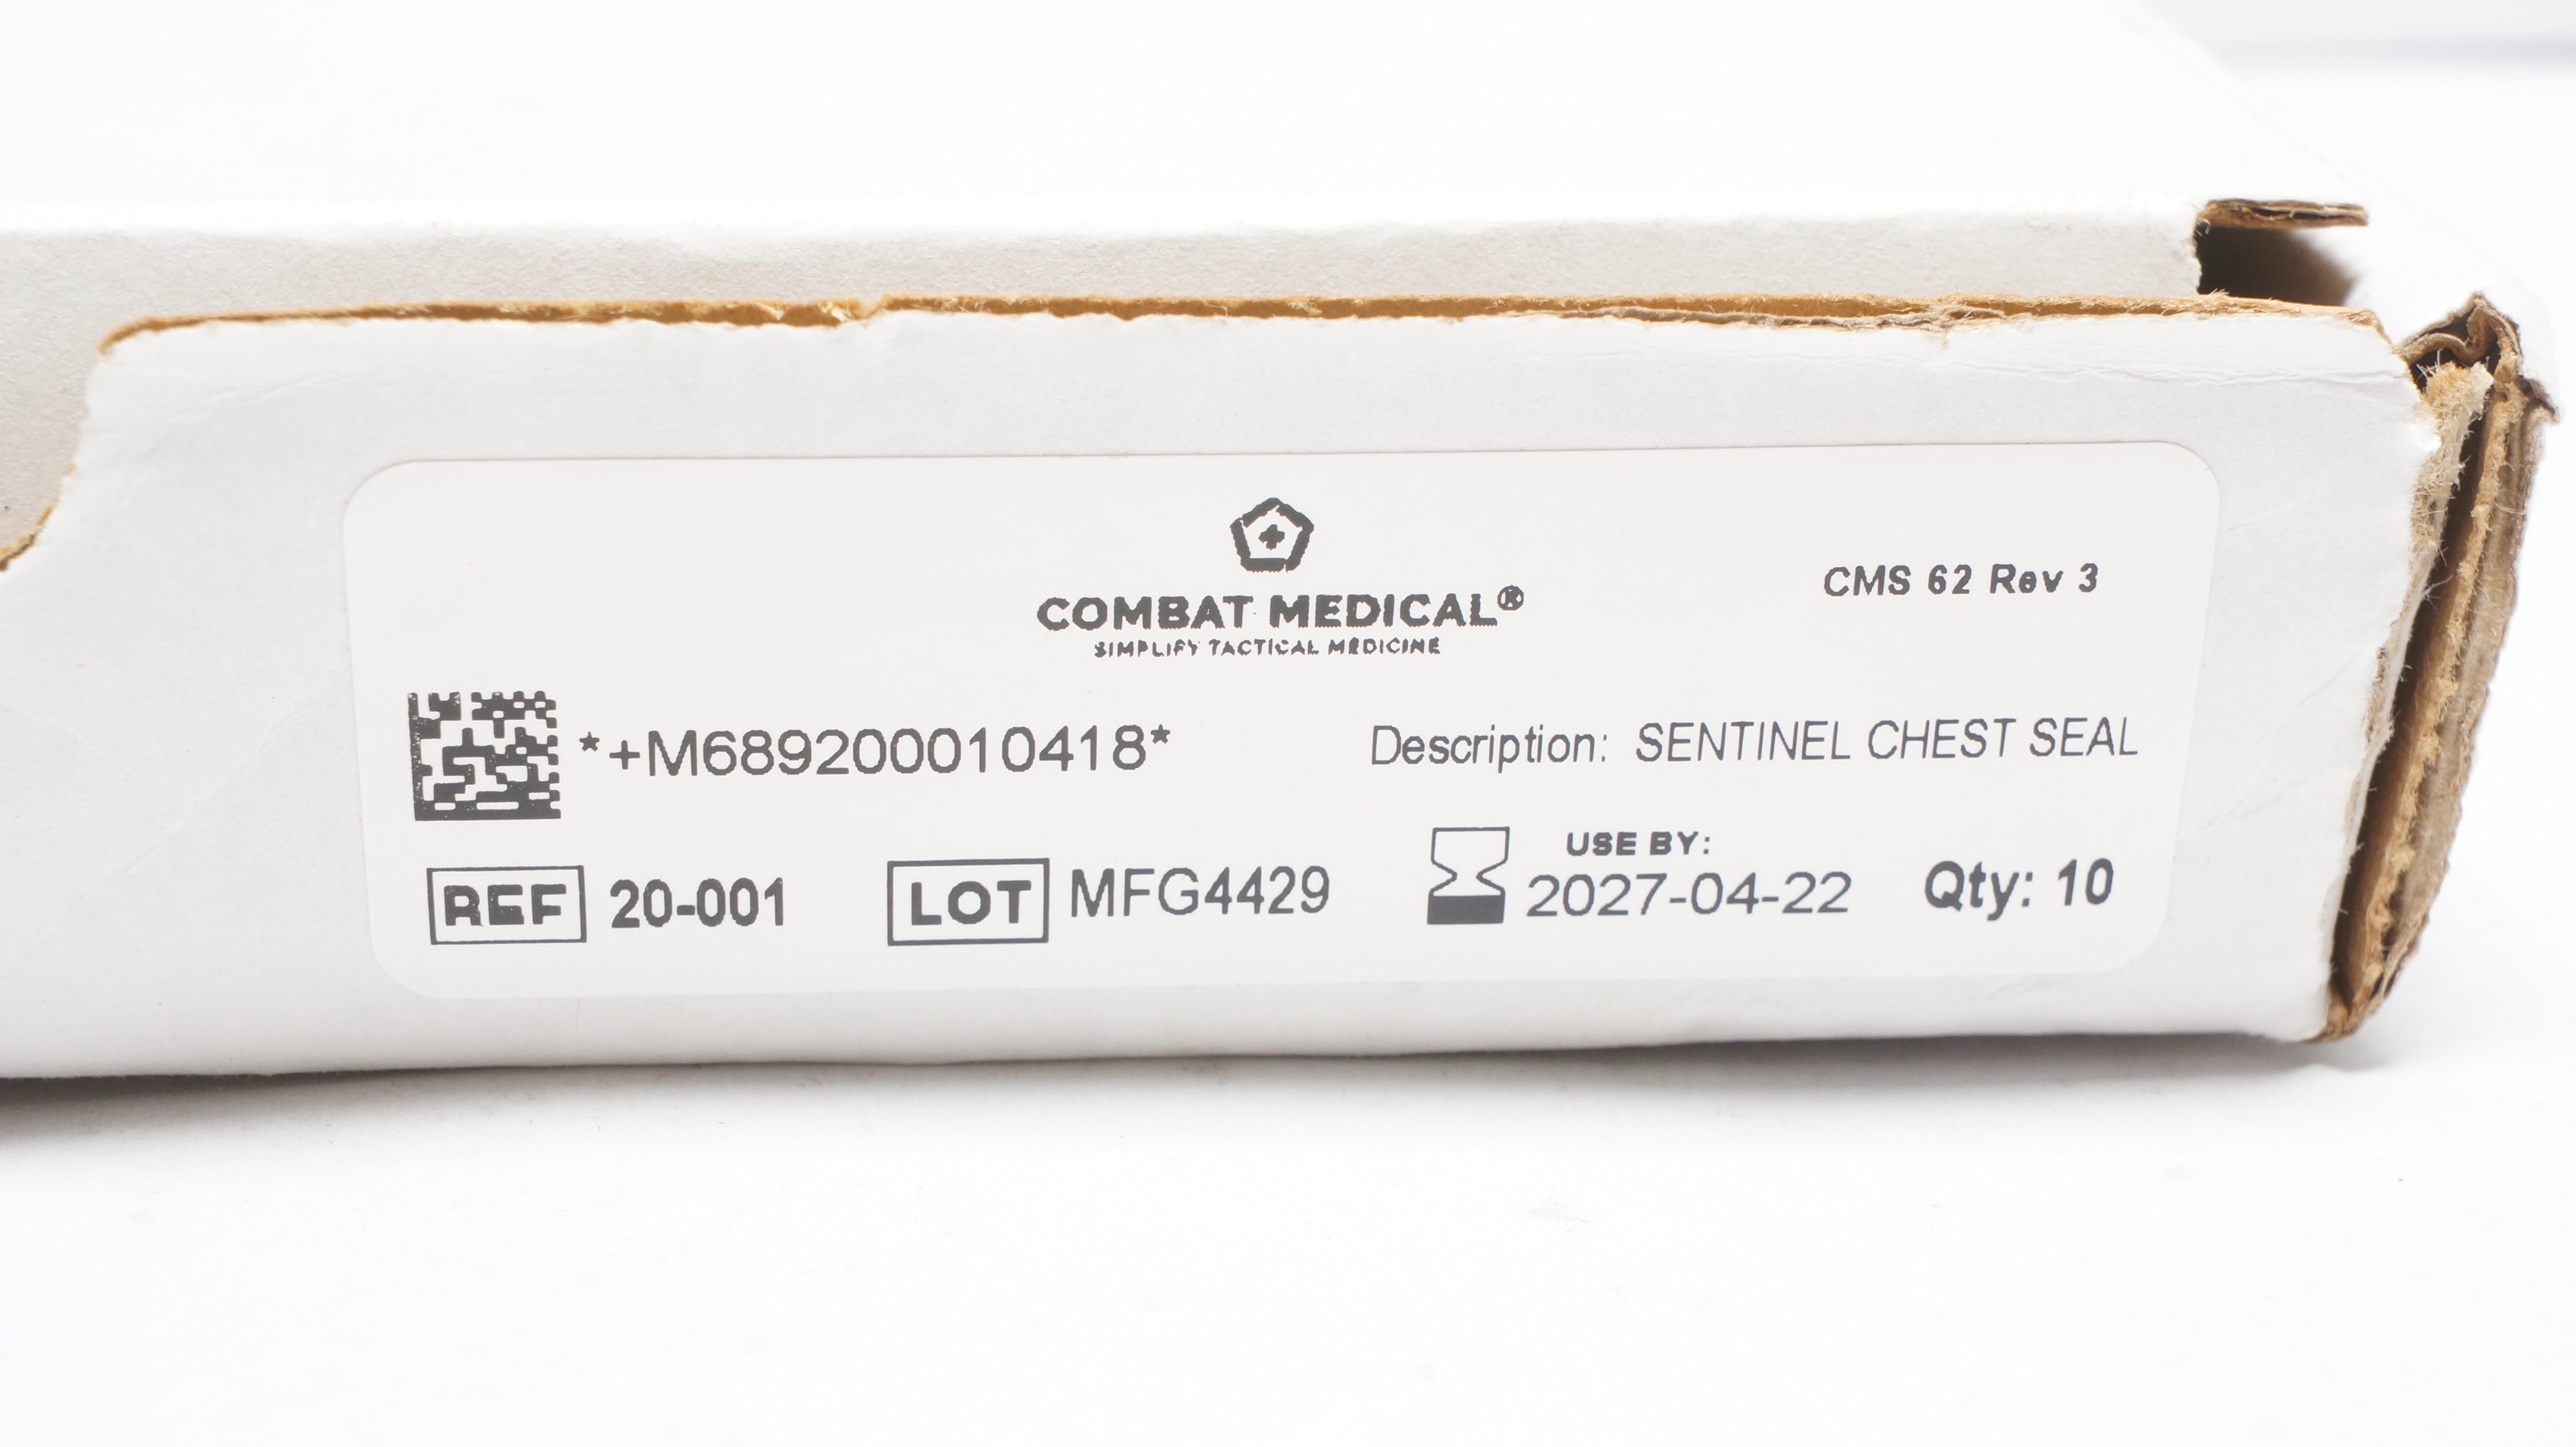 COMBAT MEDICAL®
SIMPLIFY TACTICAL MEDICINE
CMS 62 Rev 3
*+M689200010418*
Description: SENTINEL CHEST SEAL
REF 20-001
LOT MFG4429
USE BY:
2027-04-22
Qty: 10